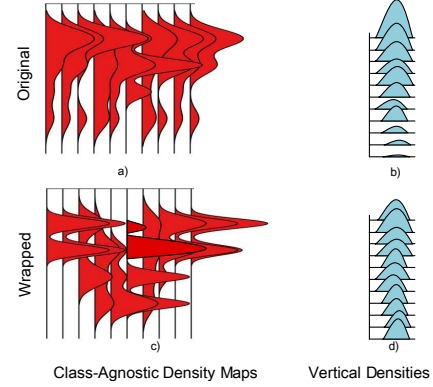 Original
a)
b)
Wrapped
c)
d)
Class-Agnostic Density Maps
Vertical Densities